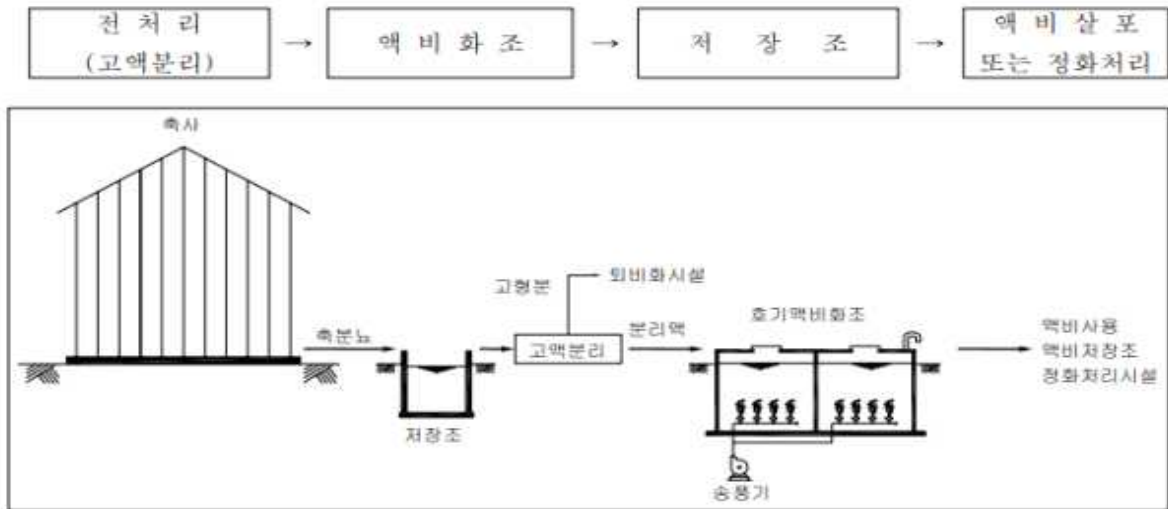 전 처 리
(고액분리)
→
액 비 화 조
→
저 장 조
→
액 비 살 포
또는 정화처리
축사
고형분
퇴비화시설
축분뇨
고액분리
분리액
호기액비화조
액비사용
액비저장조
정화처리시설
저장조
송풍기